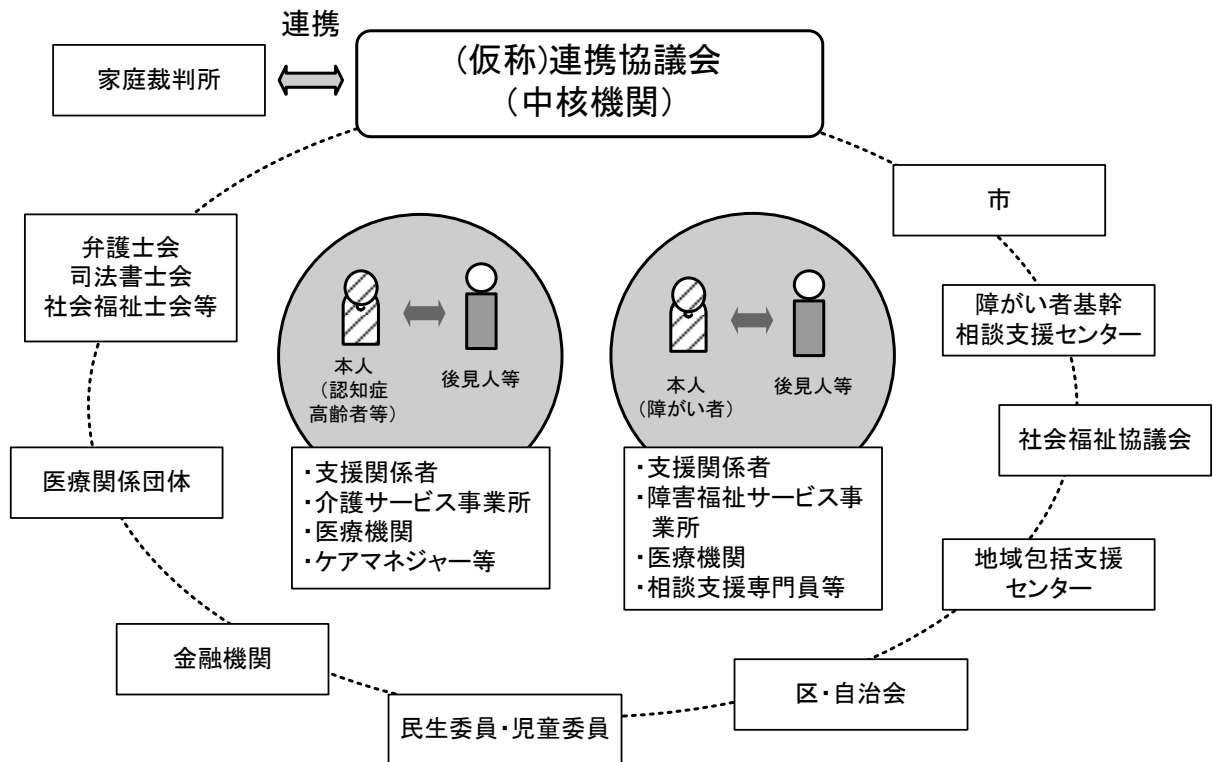 連携
家庭裁判所
(仮称)連携協議会
(中核機関)
市
弁護士会
司法書士会
社会福祉士会等
障がい者基幹
相談支援センター
本人
(認知症
高齢者等)
後見人等
本人
(障がい者)
後見人等
社会福祉協議会
医療関係団体
・支援関係者
・介護サービス事業所
・医療機関
・ケアマネジャー等
・支援関係者
・障害福祉サービス事
業所
・医療機関
・相談支援専門員等
地域包括支援
センター
金融機関
区・自治会
民生委員・児童委員